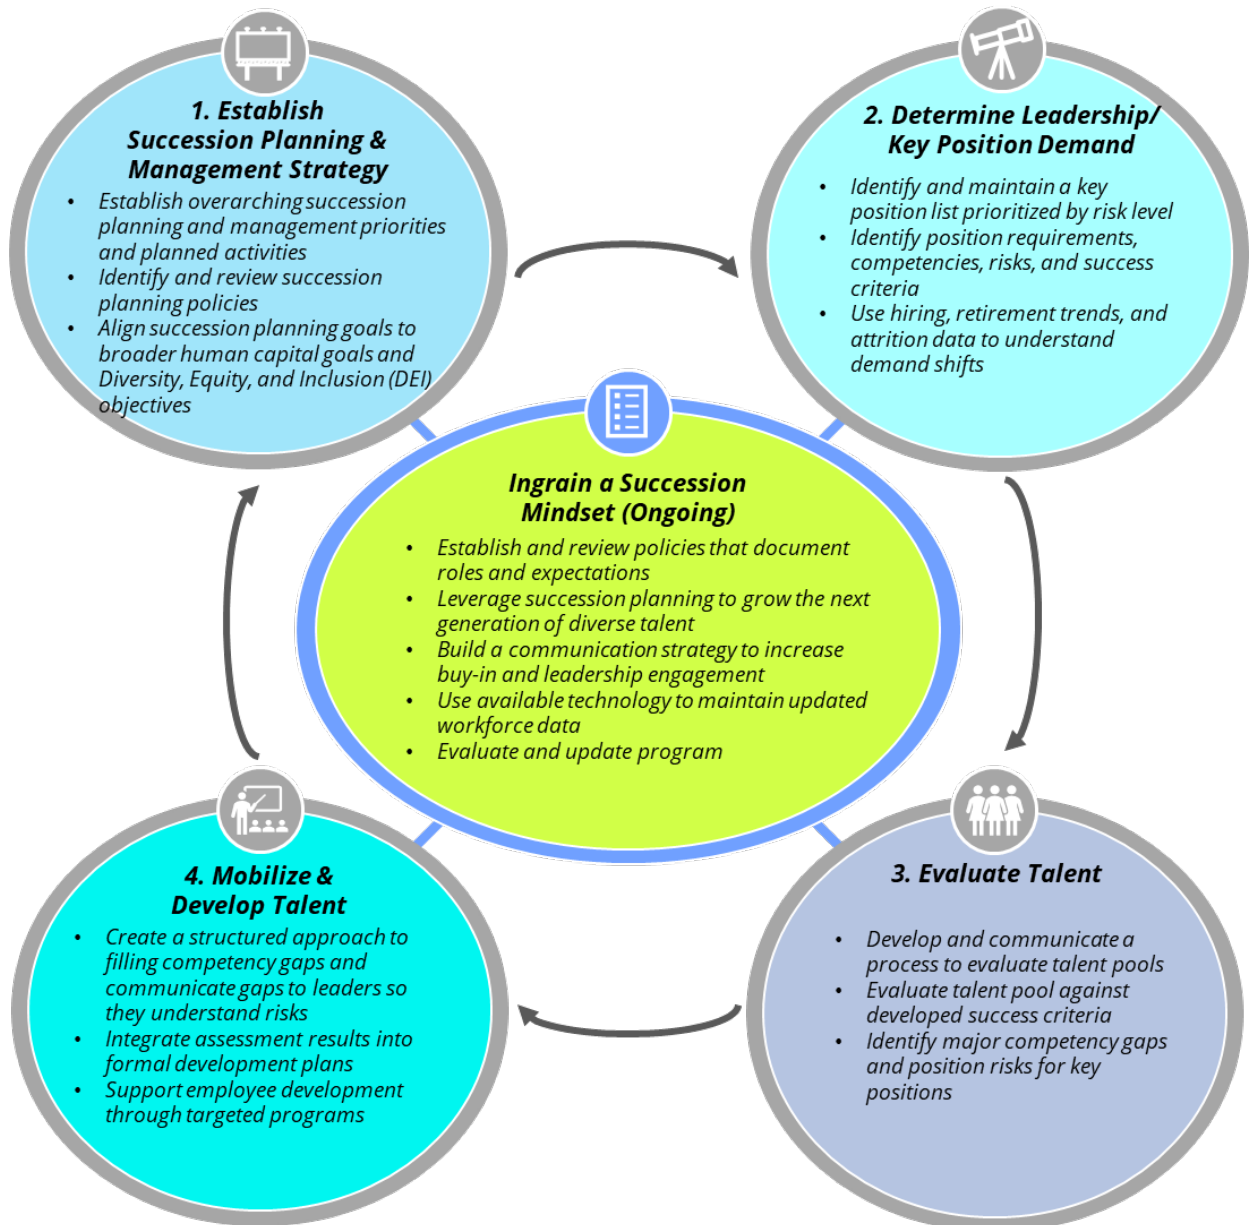 1. Establish
Succession Planning &
Management Strategy
• Establish overarching succession
planning and management priorities
and planned activities
• Identify and review succession
planning policies
• Align succession planning goals to
broader human capital goals and
Diversity, Equity, and Inclusion (DEI)
objectives
2. Determine Leadership/
Key Position Demand
• Identify and maintain a key
position list prioritized by risk level
• Identify position requirements,
competencies, risks, and success
criteria
• Use hiring, retirement trends, and
attrition data to understand
demand shifts
Ingrain a Succession
Mindset (Ongoing)
• Establish and review policies that document
roles and expectations
• Leverage succession planning to grow the next
generation of diverse talent
• Build a communication strategy to increase
buy-in and leadership engagement
• Use available technology to maintain updated
workforce data
• Evaluate and update program
4. Mobilize &
Develop Talent
• Create a structured approach to
filling competency gaps and
communicate gaps to leaders so
they understand risks
• Integrate assessment results into
formal development plans
• Support employee development
through targeted programs
3. Evaluate Talent
• Develop and communicate a
process to evaluate talent pools
• Evaluate talent pool against
developed success criteria
• Identify major competency gaps
and position risks for key
positions